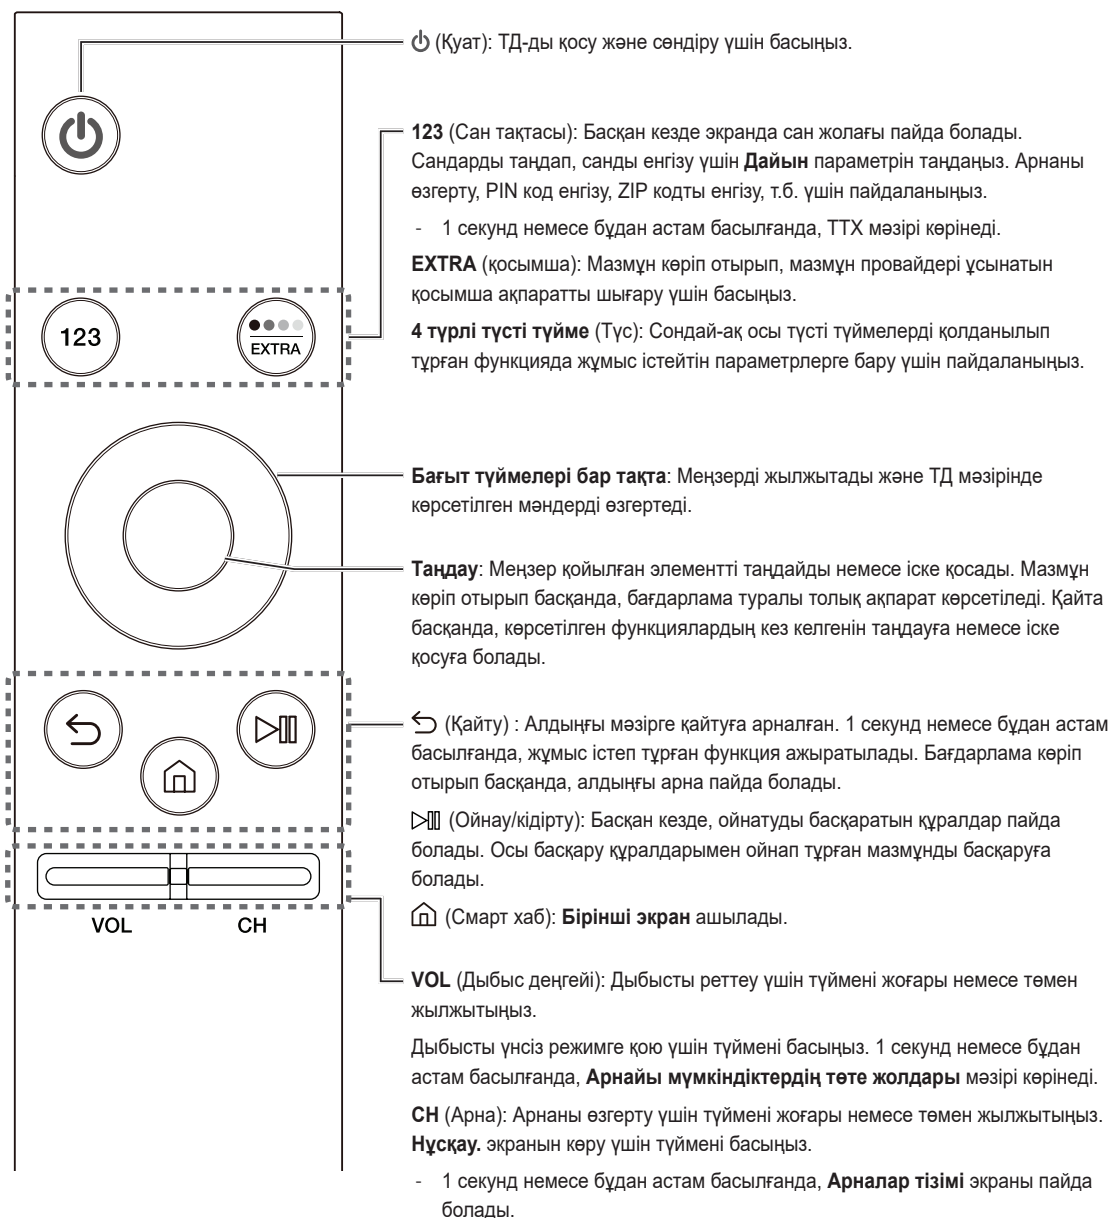 (Қуат): ТД-ды қосу және сөндіру үшін басыңыз.
123 (Сан тақтасы): Басқан кезде экранда сан жолағы пайда болады.
Сандарды таңдап, санды енгізу үшін Дайын параметрін таңдаңыз. Арнаны
өзгерту, PIN код енгізу, ZIP кодты енгізу, т.б. үшін пайдаланыңыз.
- 1 секунд немесе бұдан астам басылғанда, TTX мәзірі көрінеді.
EXTRA (қосымша): Мазмұн көріп отырып, мазмұн провайдері ұсынатын
қосымша ақпаратты шығару үшін басыңыз.
4 түрлі түсті түйме (Түс): Сондай-ақ осы түсті түймелерді қолданылып
тұрған функцияда жұмыс істейтін параметрлерге бару үшін пайдаланыңыз.
123
EXTRA
Бағыт түймелері бар тақта: Меңзерді жылжытады және ТД мәзірінде
көрсетілген мәндерді өзгертеді.
Таңдау: Меңзер қойылған элементті таңдайды немесе іске қосады. Мазмұн
көріп отырып басқанда, бағдарлама туралы толық ақпарат көрсетіледі. Қайта
басқанда, көрсетілген функциялардың кез келгенін таңдауға немесе іске
қосуға болады.
(Қайту) : Алдыңғы мәзірге қайтуға арналған. 1 секунд немесе бұдан астам
басылғанда, жұмыс істеп тұрған функция ажыратылады. Бағдарлама көріп
отырып басқанда, алдыңғы арна пайда болады.
(Ойнау/кідірту): Басқан кезде, ойнатуды басқаратын құралдар пайда
болады. Осы басқару құралдарымен ойнап тұрған мазмұнды басқаруға
болады.
(Смарт хаб): Бірінші экран ашылады.
VOL
CH
VOL (Дыбыс деңгейі): Дыбысты реттеу үшін түймені жоғары немесе төмен
жылжытыңыз.
Дыбысты үнсіз режимге қою үшін түймені басыңыз. 1 секунд немесе бұдан
астам басылғанда, Арнайы мүмкіндіктердің төте жолдары мәзірі көрінеді.
CH (Арна): Арнаны өзгерту үшін түймені жоғары немесе төмен жылжытыңыз.
Нұсқау. экранын көру үшін түймені басыңыз.
- 1 секунд немесе бұдан астам басылғанда, Арналар тізімі экраны пайда
болады.